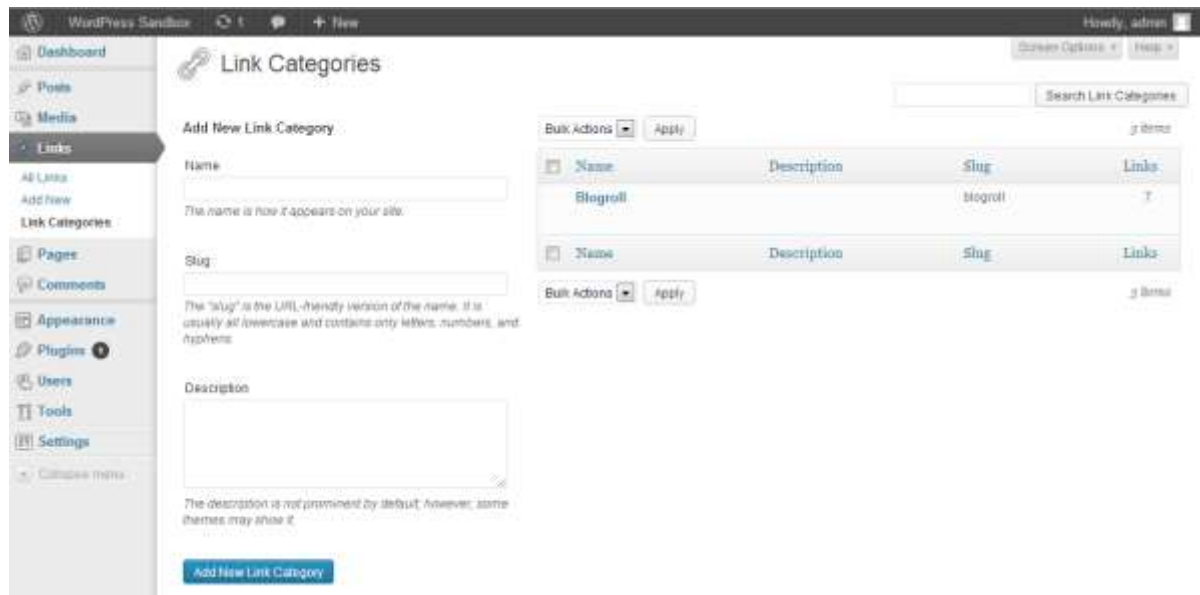 WordPress Sandbox 1 + New Howdy, admin
Dashboard
Posts
Media
Links
All Links
Add New
Link Categories
Pages
Comments
Appearance
Plugins
Users
Tools
Settings
Collapse menu
Link Categories
Screen Options Help
Search Link Categories
Add New Link Category
Name
The name is how it appears on your site.
Slug
The "slug" is the URL-friendly version of the name. It is
usually all lowercase and contains only letters, numbers, and
hyphens.
Description
The description is not prominent by default; however, some
themes may show it.
Add New Link Category
Bulk Actions Apply items
Name Description Slug Links
Blogroll blogroll 7
Name Description Slug Links
Bulk Actions Apply items